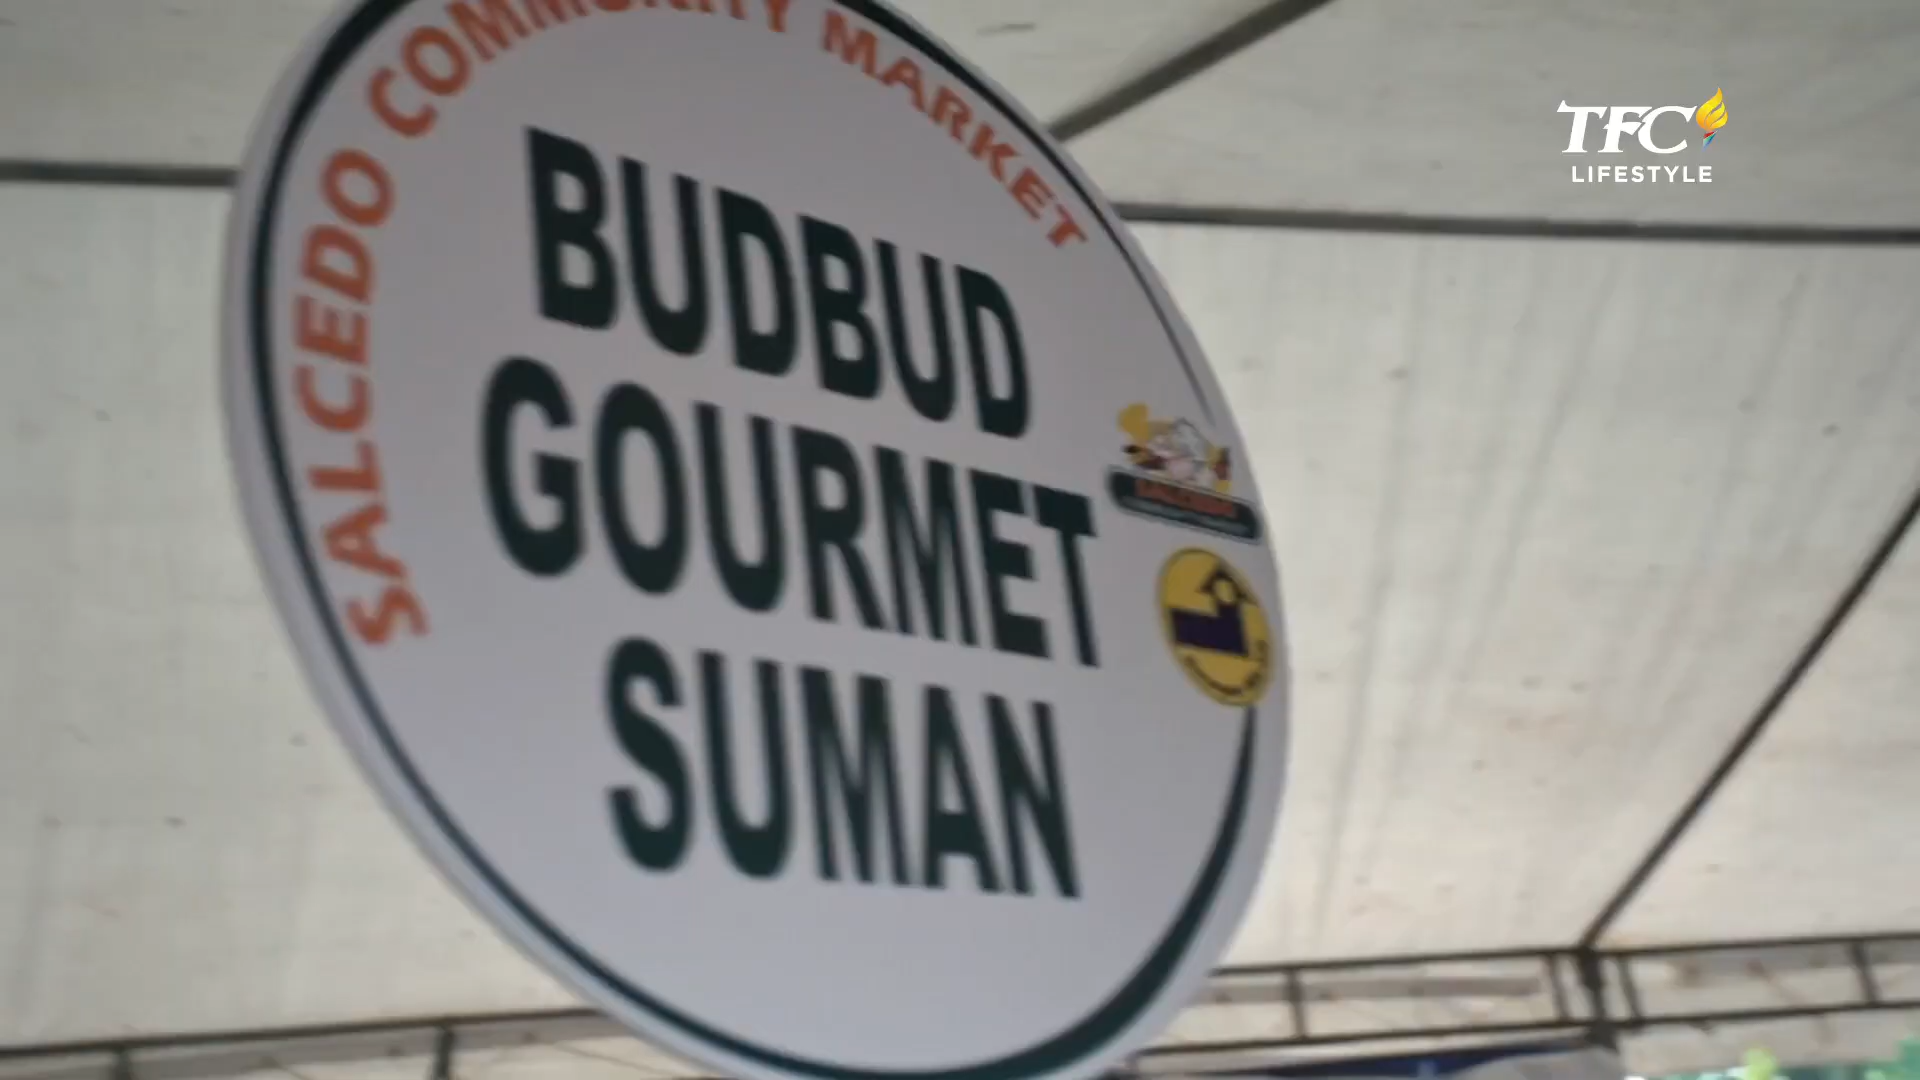 SALCEDO COMMUNITY MARKET
BUDBUD
GOURMET
SUMAN
TFC
LIFESTYLE